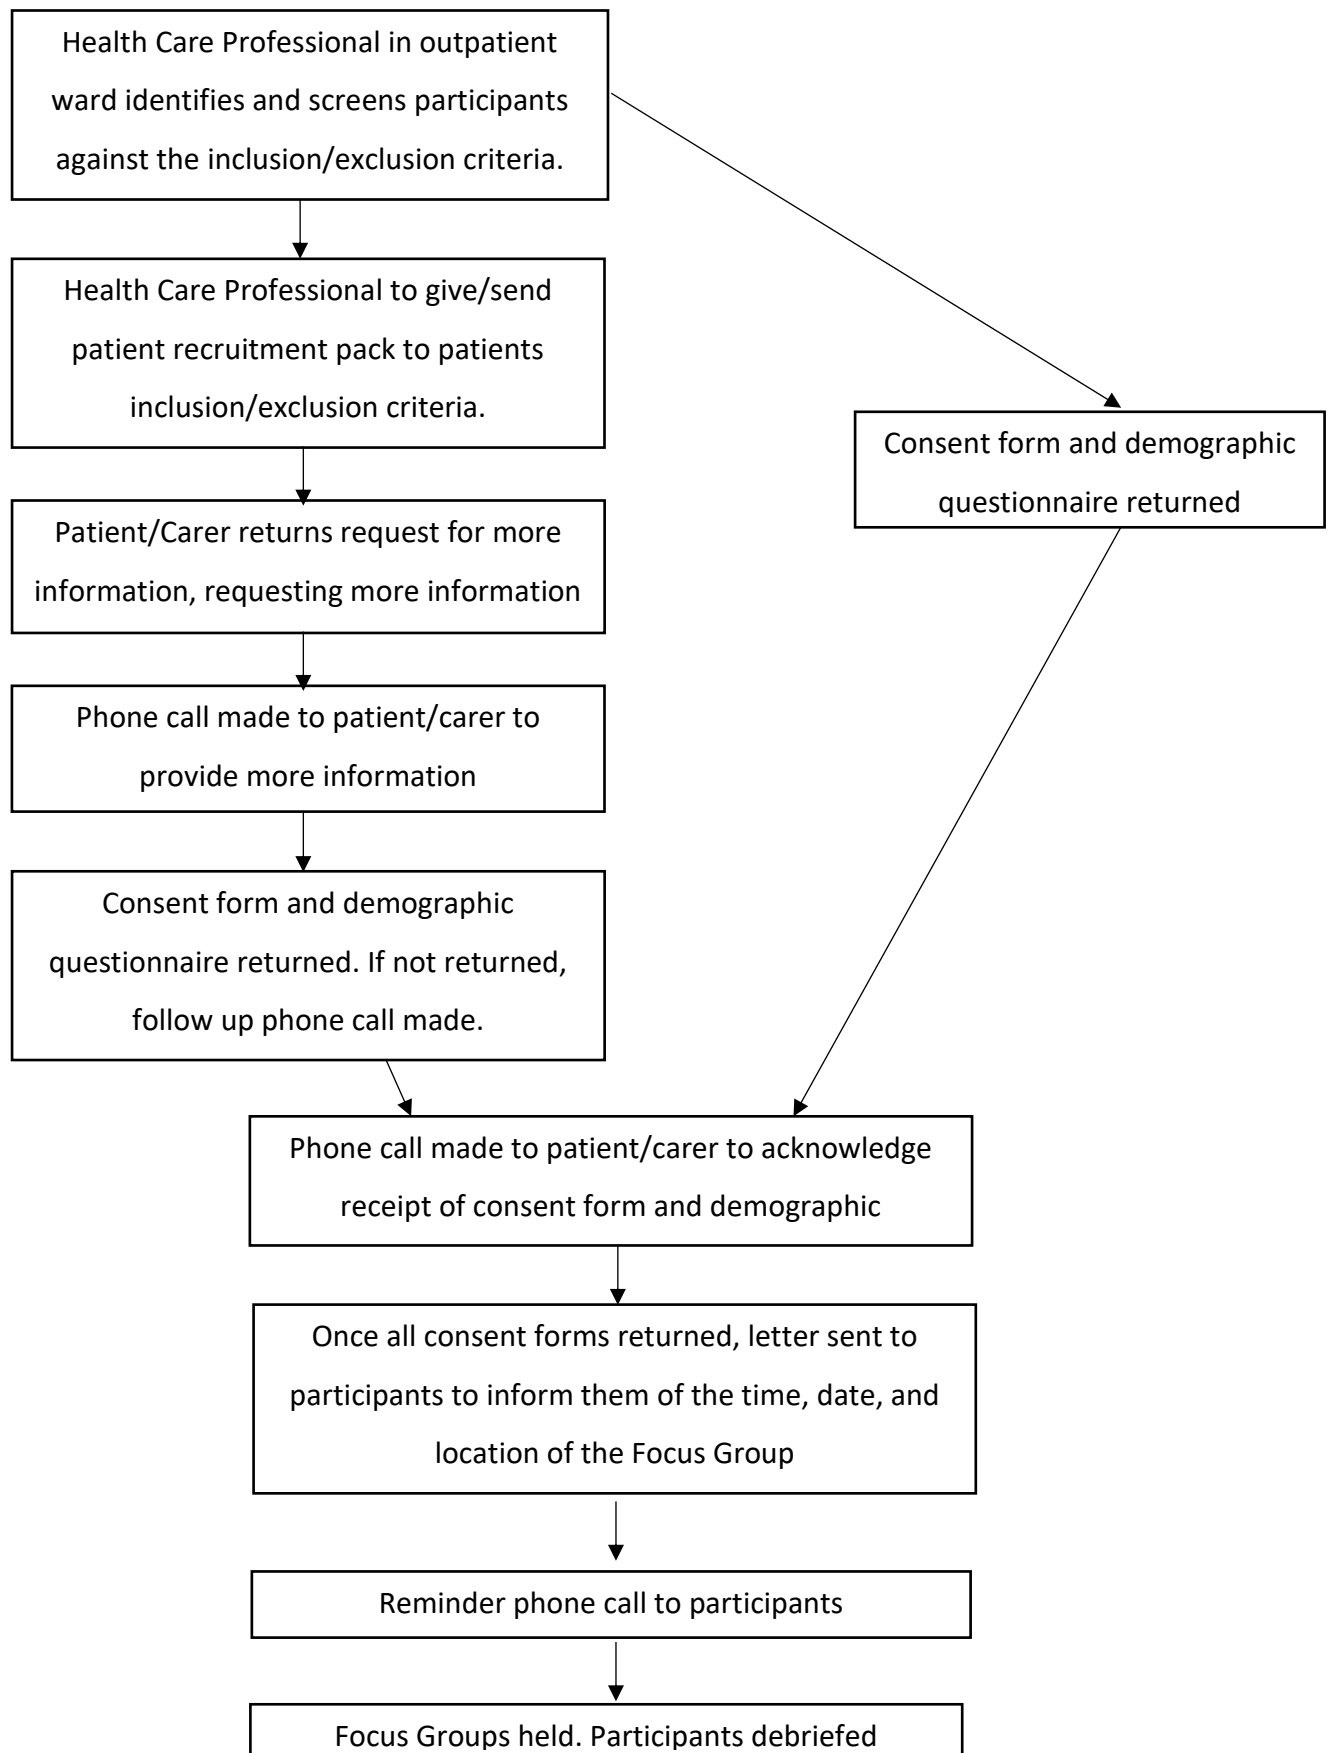 Health Care Professional in outpatient
ward identifies and screens participants
against the inclusion/exclusion criteria.
Health Care Professional to give/send
patient recruitment pack to patients
inclusion/exclusion criteria.
Consent form and demographic
questionnaire returned
Patient/Carer returns request for more
information, requesting more information
Phone call made to patient/carer to
provide more information
Consent form and demographic
questionnaire returned. If not returned,
follow up phone call made.
Phone call made to patient/carer to acknowledge
receipt of consent form and demographic
Once all consent forms returned, letter sent to
participants to inform them of the time, date, and
location of the Focus Group
Reminder phone call to participants
Focus Groups held. Participants debriefed